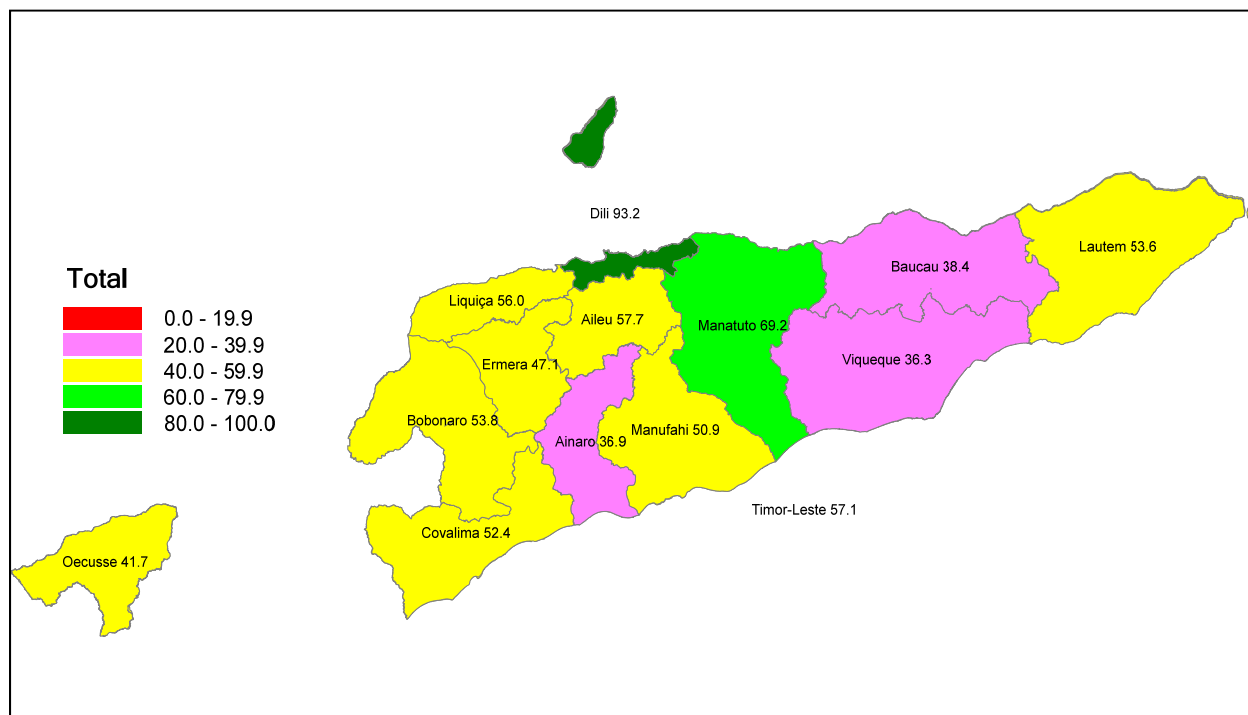 Dili 93.2
Lautem 53.6
Baucau 38.4
Total
Liquiça 56.0
0.0 - 19.9
Aileu 57.7
Manatuto 69.2
20.0 - 39.9
Viqueque 36.3
Ermera 47.1
40.0 - 59.9
60.0 - 79.9
Bobonaro 53.8
80.0 - 100.0
Manufahi 50.9
Ainaro 36.9
Timor-Leste 57.1
Covalima 52.4
Oecusse 41.7